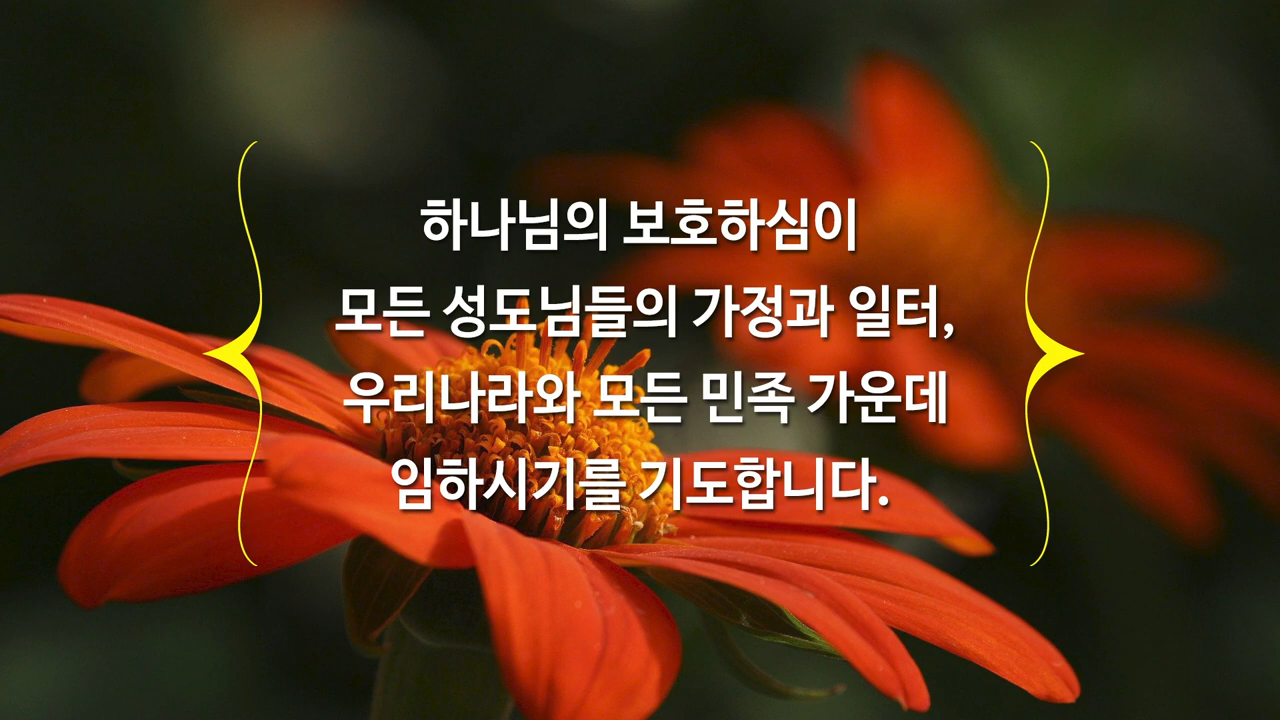 하나님의 보호하심이
모든 성도님들의 가정과 일터,
우리나라와 모든 민족 가운데
임하시기를 기도합니다.